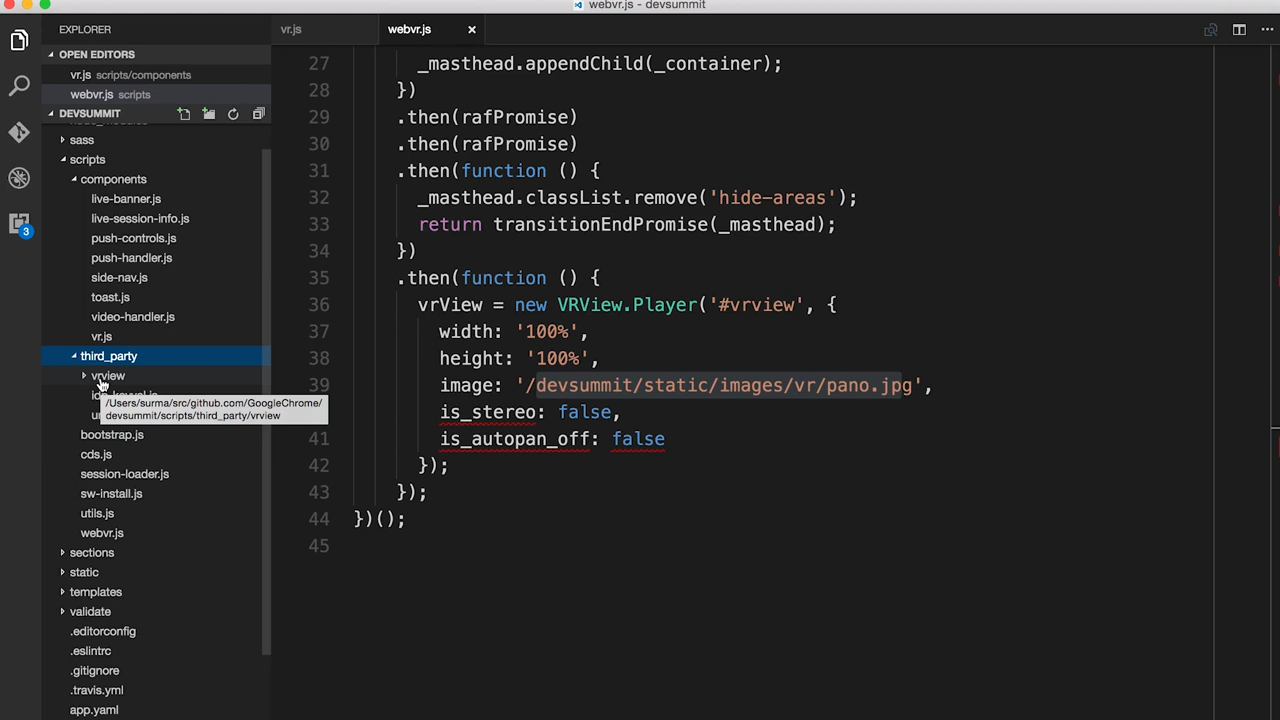 webvr.js - devsummit
EXPLORER
OPEN EDITORS
vr.js scripts/components
webvr.js scripts
DEVSUMMIT
sass
scripts
components
live-banner.js
live-session-info.js
push-controls.js
push-handler.js
side-nav.js
toast.js
video-handler.js
vr.js
third_party
vrview
/Users/surma/src/github.com/GoogleChrome/
devsummit/scripts/third_party/vrview
bootstrap.js
cds.js
session-loader.js
sw-install.js
utils.js
webvr.js
sections
static
templates
validate
.editorconfig
.eslintrc
.gitignore
.travis.yml
app.yaml
3
vr.js
webvr.js
27 _masthead.appendChild(_container);
28 })
29 .then(rafPromise)
30 .then(rafPromise)
31 .then(function () {
32 _masthead.classList.remove('hide-areas');
33 return transitionEndPromise(_masthead);
34 })
35 .then(function () {
36 vrView = new VRView.Player('#vrview', {
37 width: '100%',
38 height: '100%',
39 image: '/devsummit/static/images/vr/pano.jpg',
is_stereo: false,
41 is_autopan_off: false
42 });
43 });
44 })();
45